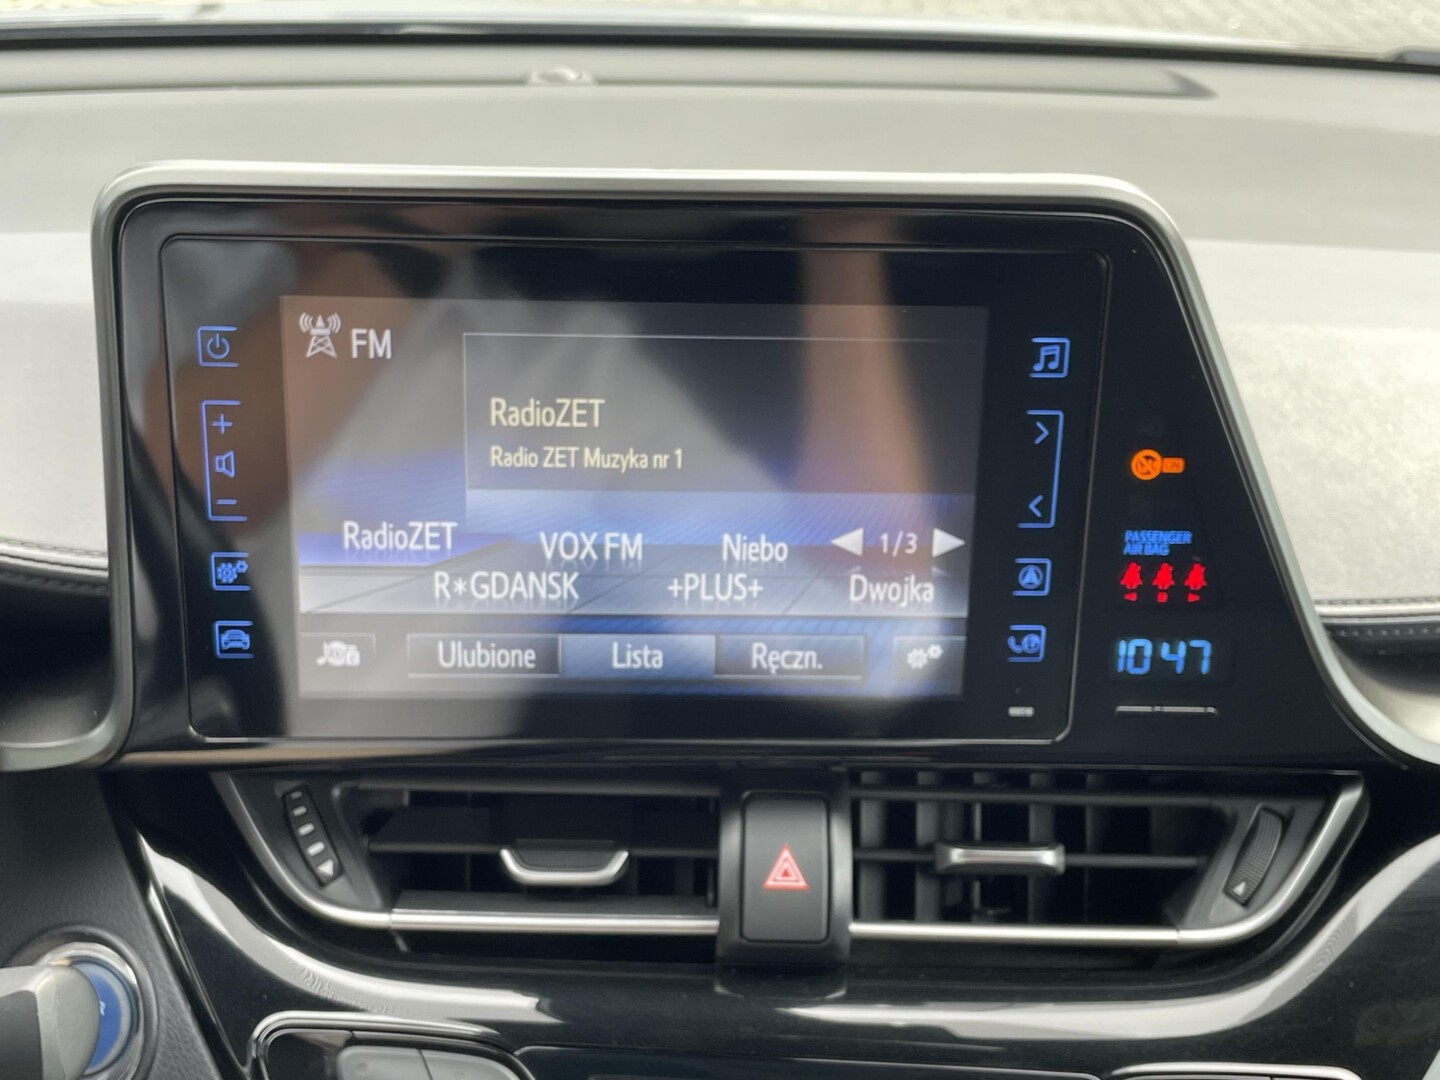 FM
RadioZET
Radio ZET Muzyka nr 1
RadioZET VOX FM Niebo 1/3
R*GDANSK +PLUS+ Dwojka
Ulubione Lista Ręczn.
ON
PASSENGER
AIR BAG
10:47